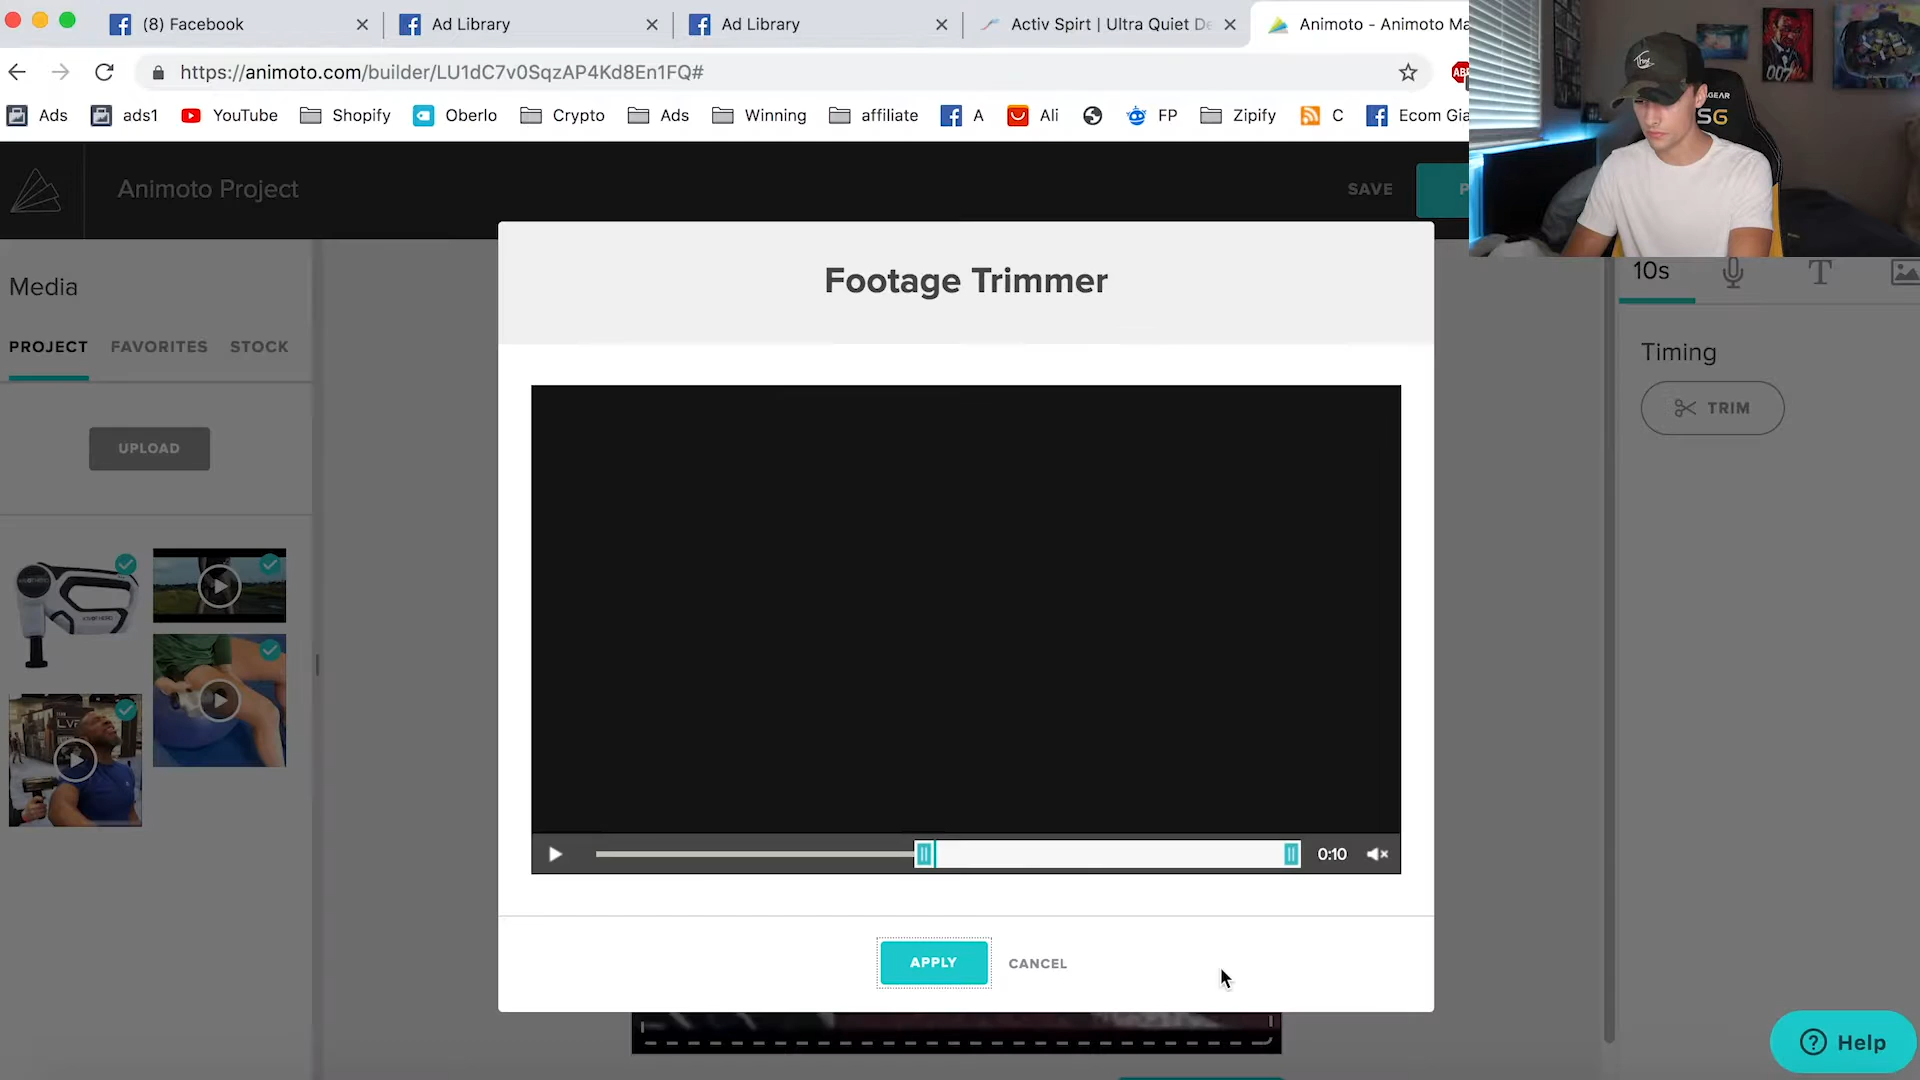 (8) Facebook
Ad Library
Ad Library
Activ Spirt | Ultra Quiet De
Animoto - Animoto Ma
https://animoto.com/builder/LU1dC7v0SqzAP4Kd8En1FQ#
Ads
ads1
YouTube
Shopify
Oberlo
Crypto
Ads
Winning
affiliate
A
Ali
FP
Zipify
C
Ecom Gia
007
SG
Animoto Project
SAVE
P
Media
PROJECT
FAVORITES
STOCK
UPLOAD
Footage Trimmer
0:10
APPLY
CANCEL
10s
T
Timing
TRIM
? Help